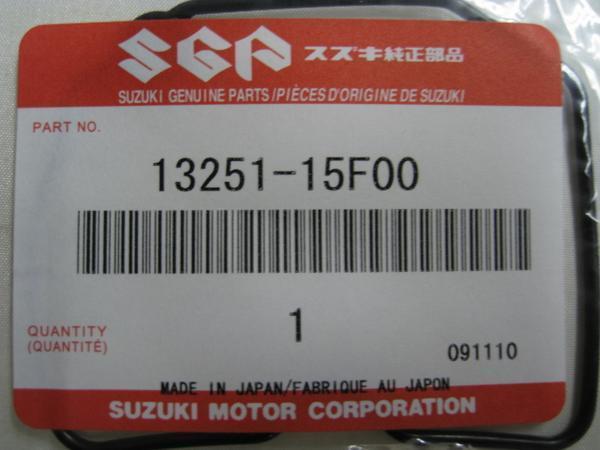 SGP スズキ純正部品
SUZUKI GENUINE PARTS/PIÈCES D'ORIGINE DE SUZUKI
PART NO.
13251-15F00
QUANTITY
1
(QUANTITÉ)
091110
MADE IN JAPAN/FABRIQUE AU JAPON
SUZUKI MOTOR CORPORATION